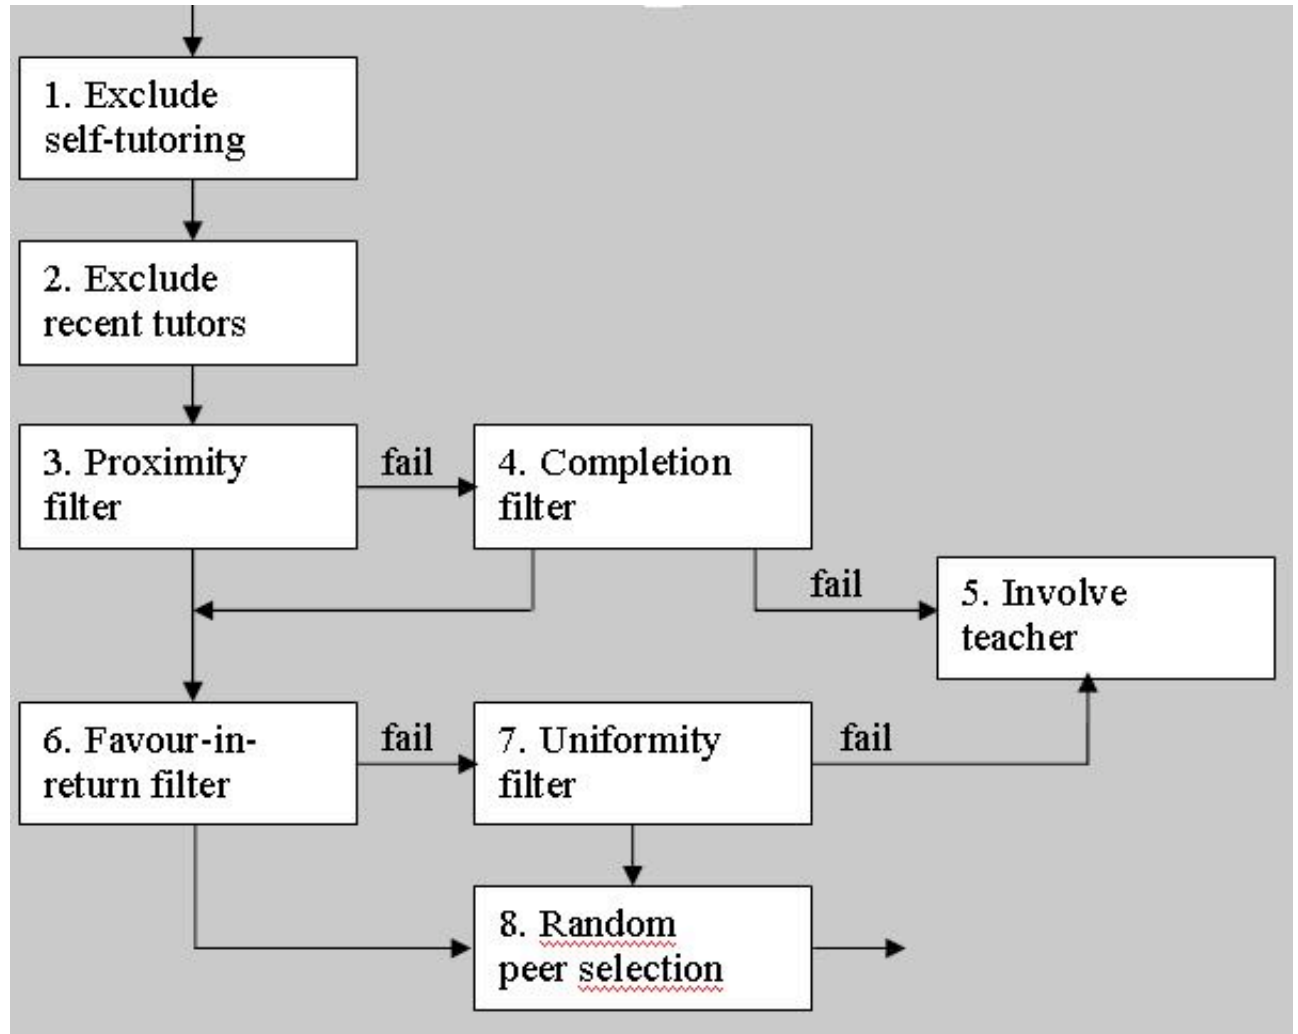 1. Exclude
self-tutoring
2. Exclude
recent tutors
3. Proximity
filter
fail
4. Completion
filter
fail
5. Involve
teacher
6. Favour-in-
return filter
fail
7. Uniformity
filter
fail
8. Random
peer selection